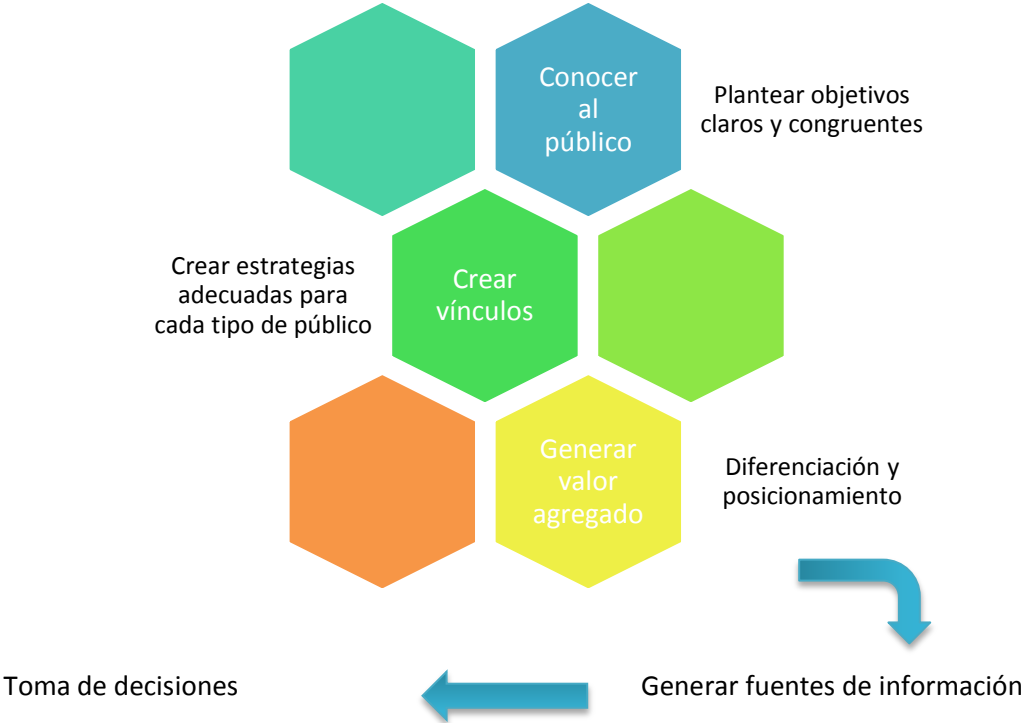 Conocer
al
público
Plantear objetivos
claros y congruentes
Crear estrategias
adecuadas para
cada tipo de público
Crear
vínculos
Generar
valor
agregado
Diferenciación y
posicionamiento
Generar fuentes de información
Toma de decisiones